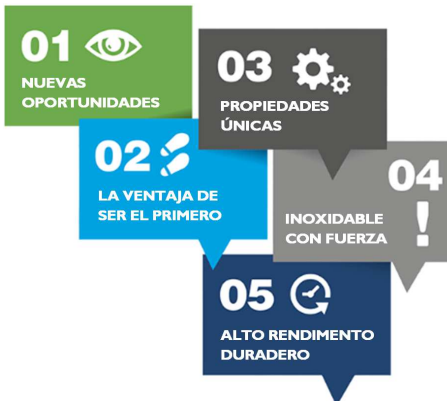 01
NUEVAS
OPORTUNIDADES
02
LA VENTAJA DE
SER EL PRIMERO
03
PROPIEDADES
ÚNICAS
04
INOXIDABLE
CON FUERZA
05
ALTO RENDIMENTO
DURADERO